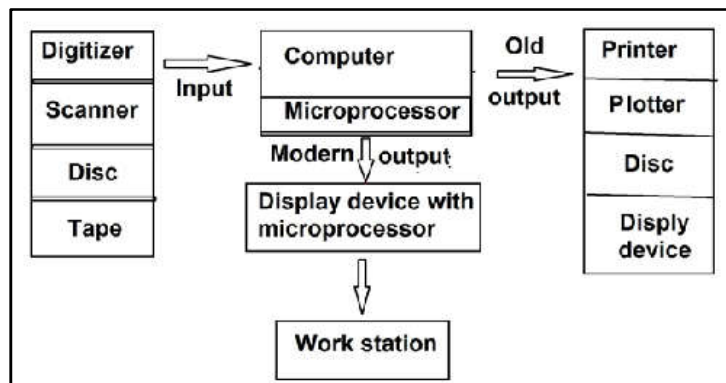 Digitizer
Scanner
Disc
Tape
Input
Computer
Microprocessor
Modern output
Display device with
microprocessor
Work station
Old
output
Printer
Plotter
Disc
Disply
device